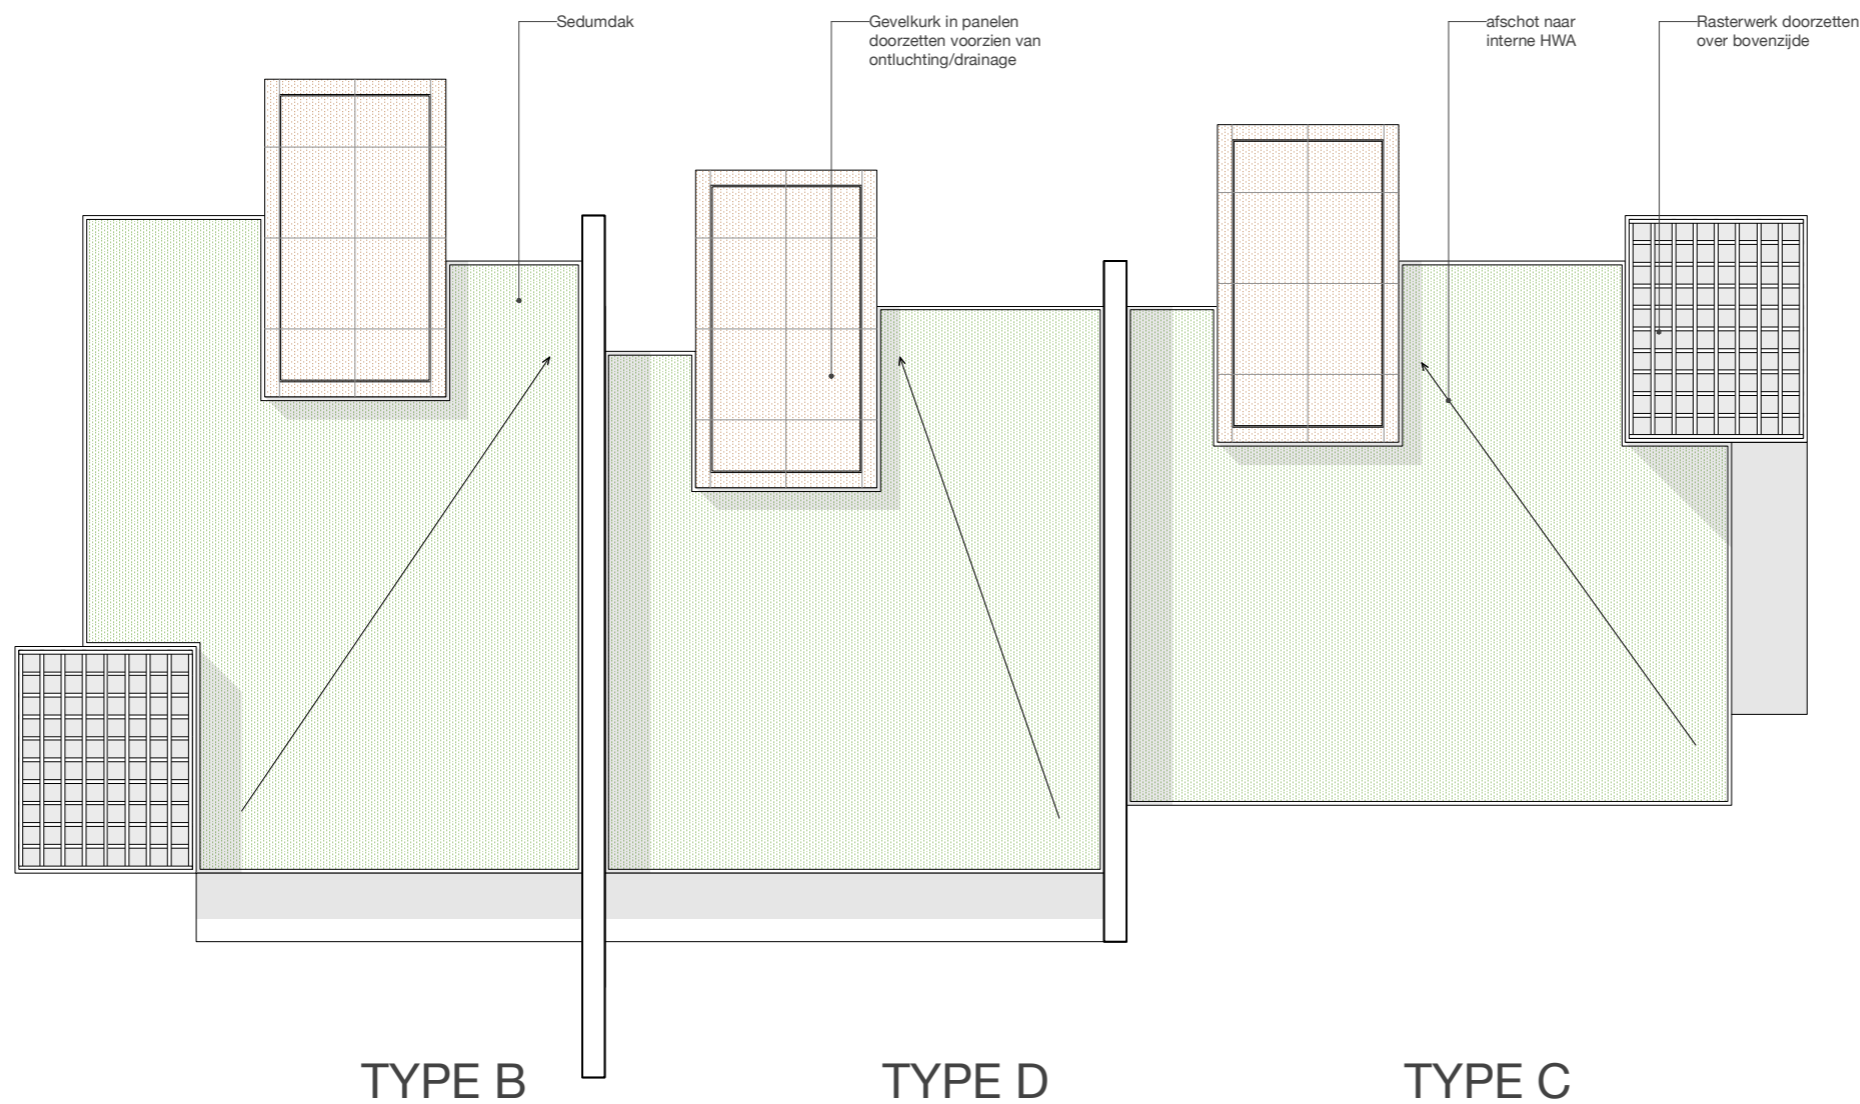 Sedumdak
Gevelkurk in panelen
doorzetten voorzien van
ontluchting/drainage
afschot naar
interne HWA
Rasterwerk doorzetten
over bovenzijde
TYPE B
TYPE D
TYPE C